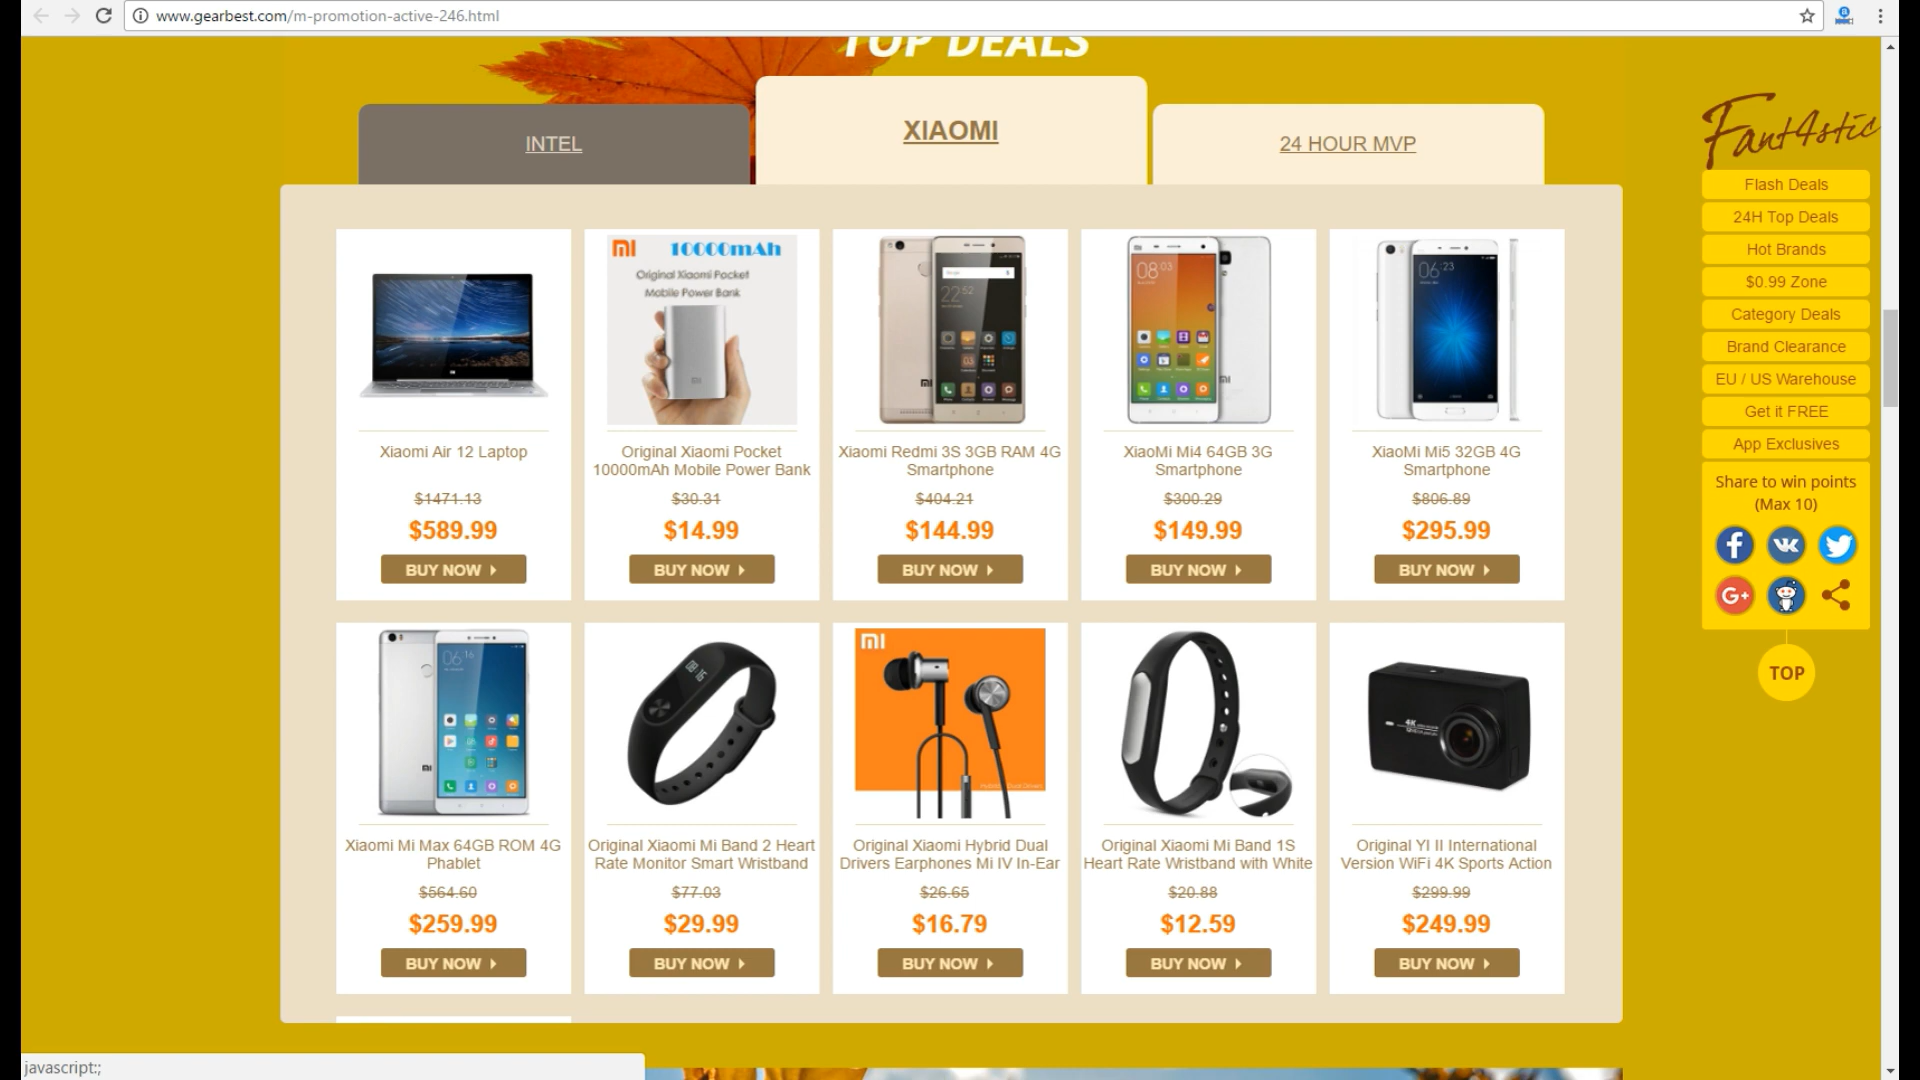 www.gearbest.com/m-promotion-active-246.html
TOP DEALS
INTEL
XIAOMI
24 HOUR MVP
Fant4stic
Flash Deals
24H Top Deals
Hot Brands
$0.99 Zone
Category Deals
Brand Clearance
EU / US Warehouse
Get it FREE
App Exclusives
Share to win points
(Max 10)
TOP
10000mAh
Original Xiaomi Pocket
Mobile Power Bank
22:52
08:03
06:23
Xiaomi Air 12 Laptop
$1471.13
$589.99
BUY NOW
Original Xiaomi Pocket
10000mAh Mobile Power Bank
$30.31
$14.99
BUY NOW
Xiaomi Redmi 3S 3GB RAM 4G
Smartphone
$404.21
$144.99
BUY NOW
XiaoMi Mi4 64GB 3G
Smartphone
$300.29
$149.99
BUY NOW
XiaoMi Mi5 32GB 4G
Smartphone
$806.89
$295.99
BUY NOW
06:16
4K
Xiaomi Mi Max 64GB ROM 4G
Phablet
$564.60
$259.99
BUY NOW
Original Xiaomi Mi Band 2 Heart
Rate Monitor Smart Wristband
$77.03
$29.99
BUY NOW
Original Xiaomi Hybrid Dual
Drivers Earphones Mi IV In-Ear
$26.65
$16.79
BUY NOW
Original Xiaomi Mi Band 1S
Heart Rate Wristband with White
$20.88
$12.59
BUY NOW
Original YI II International
Version WiFi 4K Sports Action
$299.99
$249.99
BUY NOW
javascript:;